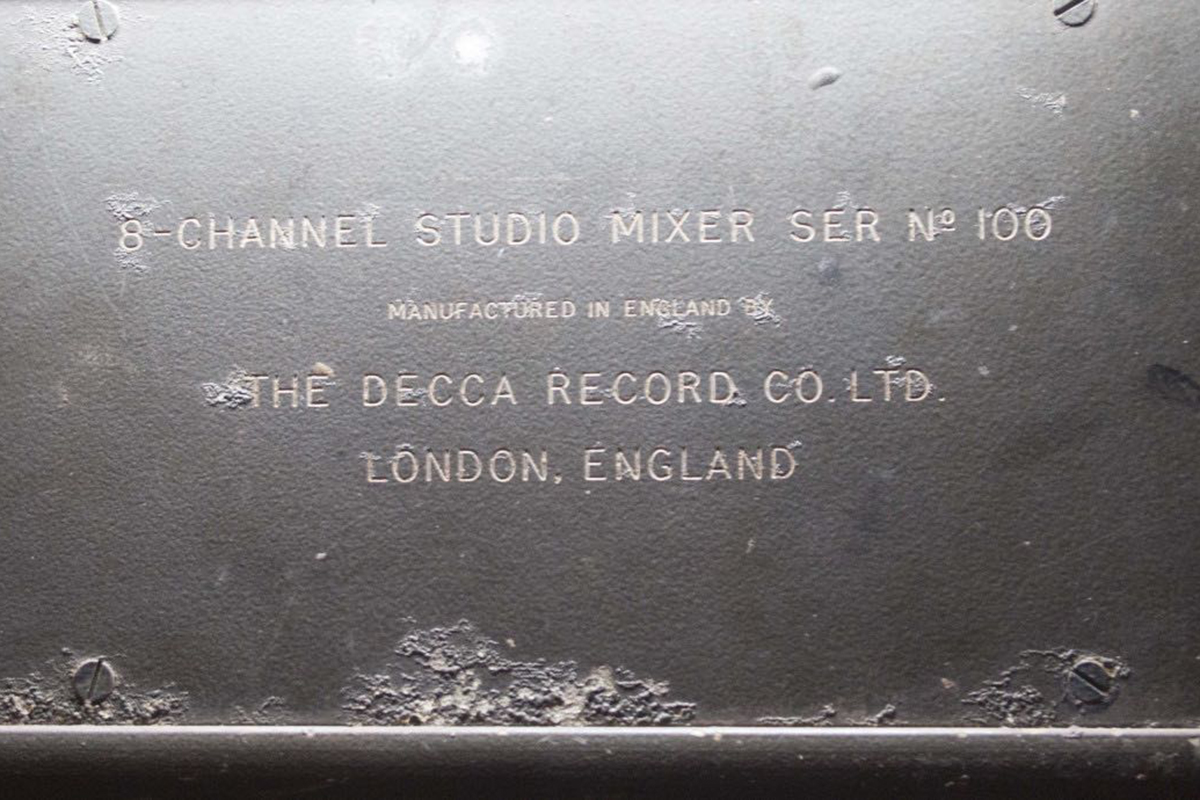 8-CHANNEL STUDIO MIXER SER Nº 100
MANUFACTURED IN ENGLAND BY
THE DECCA RECORD CO. LTD.
LONDON, ENGLAND